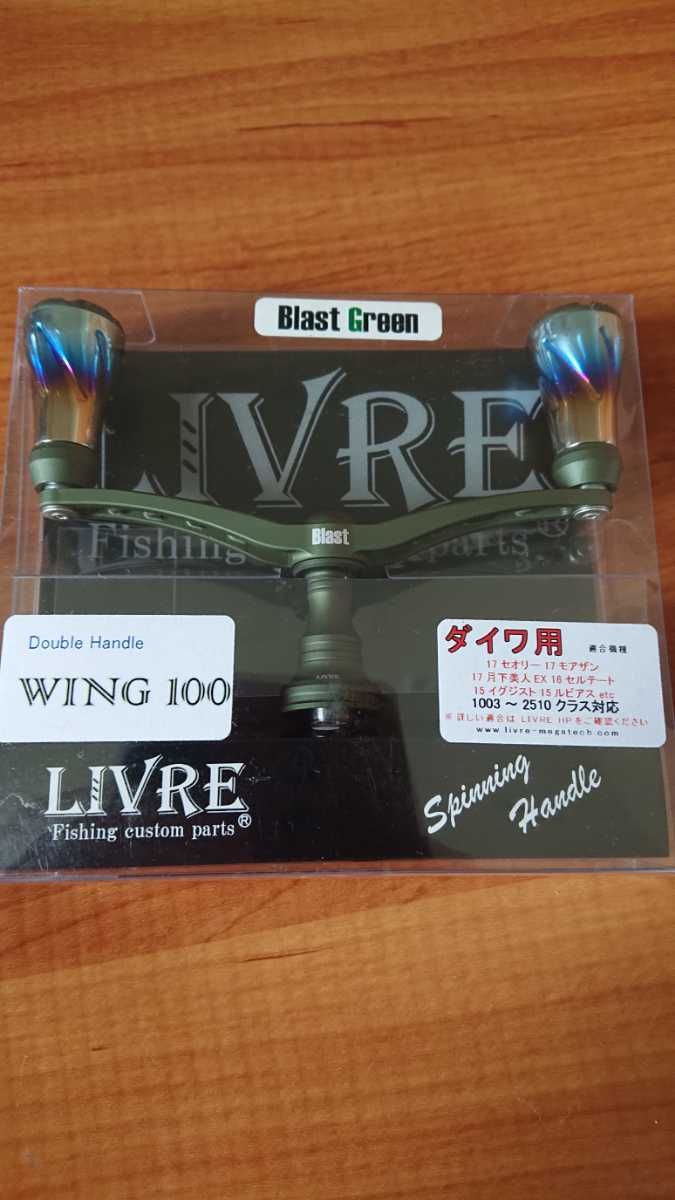 Blast Green
LIVRE
Fishing parts®
Blast
LIVRE
Double Handle
WING 100
ダイワ用 適合機種
17 セオリー 17 モアザン
17 月下美人 EX 16 セルテート
15 イグジスト 15 ルビアス etc
1003 ～ 2510 クラス対応
※ 詳しい適合は LIVRE HP をご確認ください
www.livre-megatech.com
LIVRE
Fishing custom parts®
Spinning
Handle